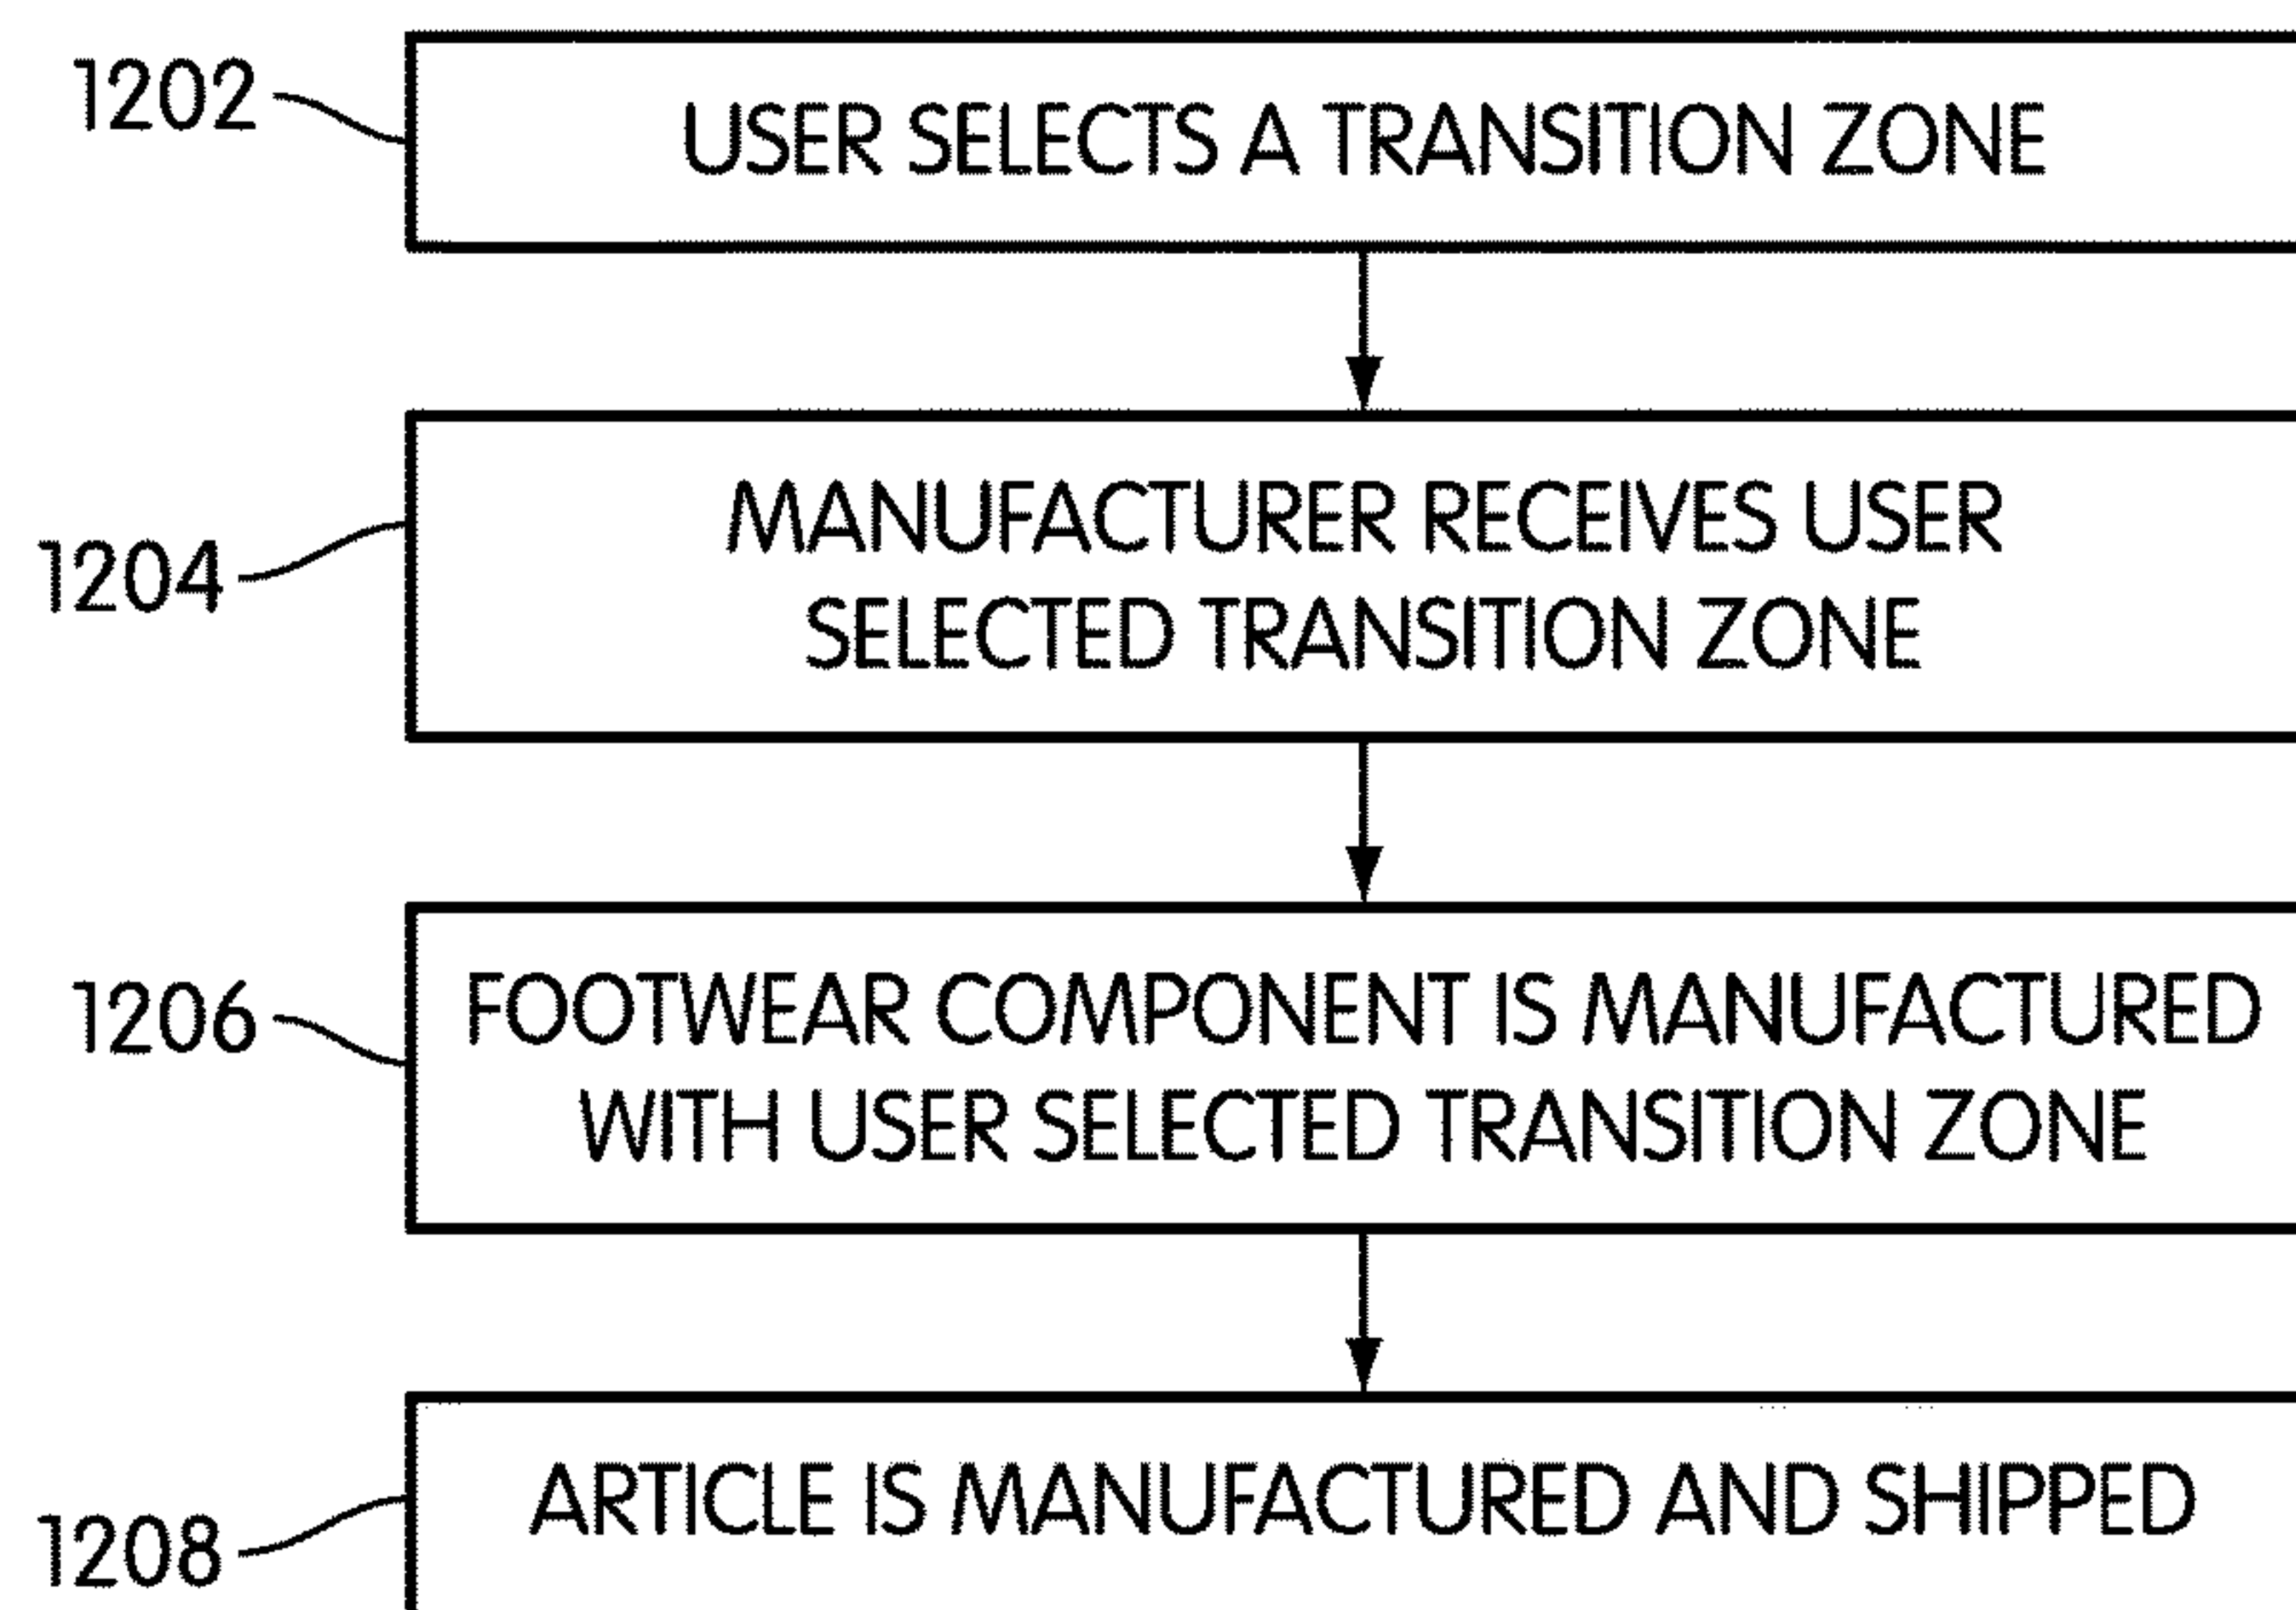 1202
USER SELECTS A TRANSITION ZONE
1204
MANUFACTURER RECEIVES USER
SELECTED TRANSITION ZONE
1206
FOOTWEAR COMPONENT IS MANUFACTURED
WITH USER SELECTED TRANSITION ZONE
1208
ARTICLE IS MANUFACTURED AND SHIPPED